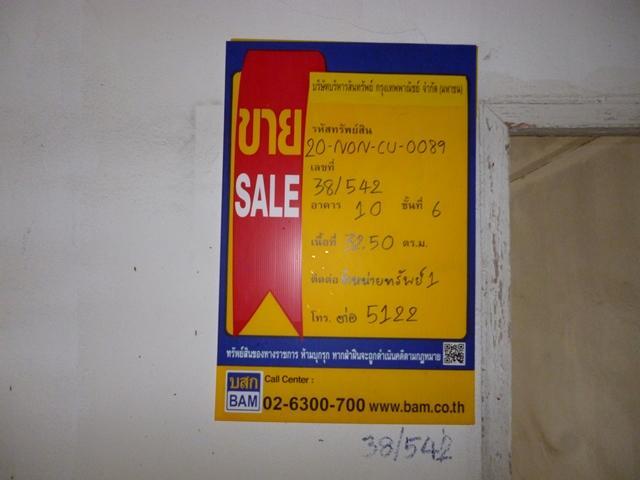 บริษัทบริหารสินทรัพย์ กรุงเทพพาณิชย์ จำกัด (มหาชน)
ขาย
SALE
รหัสทรัพย์สิน
20-NON-CU-0089
เลขที่
38/542
อาคาร 10 ชั้นที่ 6
เนื้อที่ 32.50 ตร.ม.
ติดต่อ จำหน่ายทรัพย์ 1
โทร. ต่อ 5122
ทรัพย์สินของทางราชการ ห้ามบุกรุก หากฝ่าฝืนจะถูกดำเนินคดีตามกฎหมาย
บสก
BAM
Call Center :
02-6300-700 www.bam.co.th
38/542